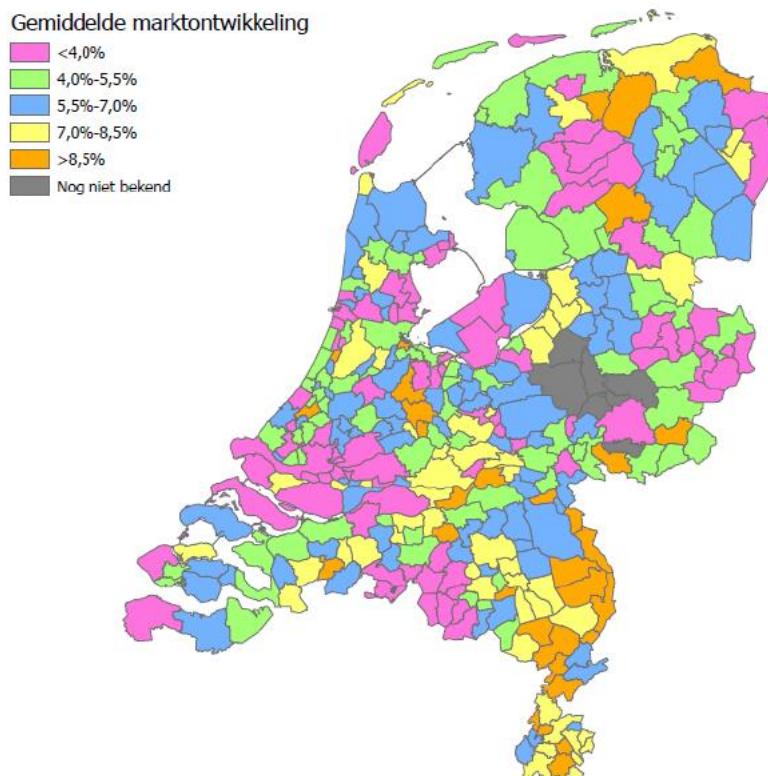 Gemiddelde marktontwikkeling
<4,0%
4,0%-5,5%
5,5%-7,0%
7,0%-8,5%
>8,5%
Nog niet bekend